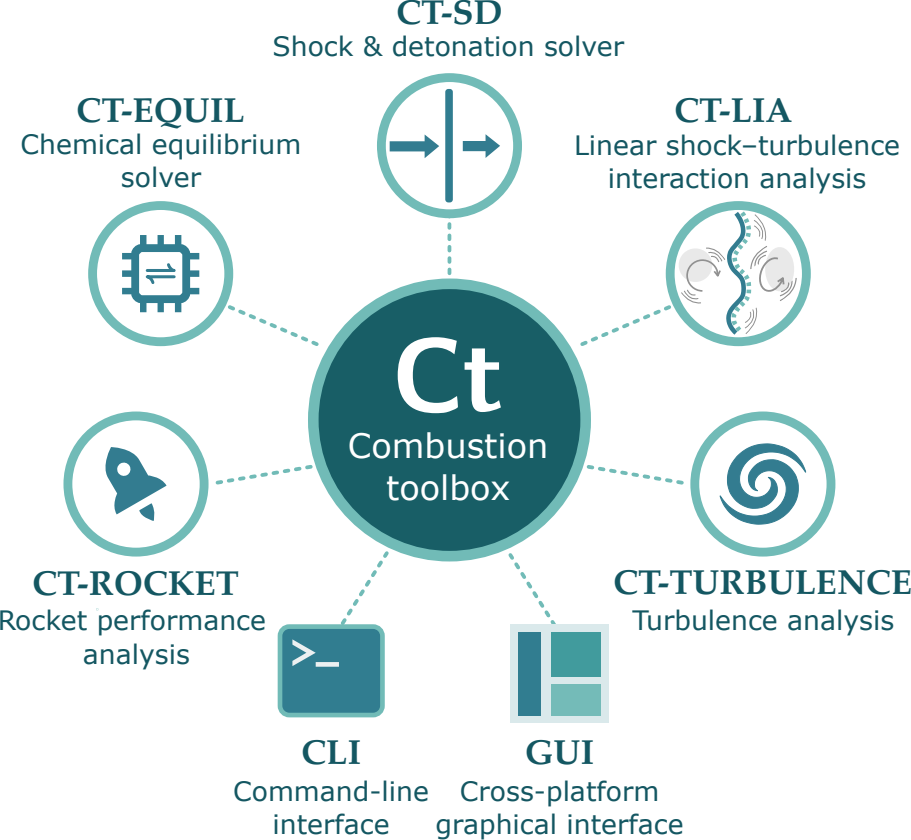 CT-SD
Shock & detonation solver
CT-EQUIL
Chemical equilibrium
solver
CT-LIA
Linear shock–turbulence
interaction analysis
Ct
Combustion
toolbox
CT-ROCKET
Rocket performance
analysis
CT-TURBULENCE
Turbulence analysis
>_
CLI
Command-line
interface
GUI
Cross-platform
graphical interface